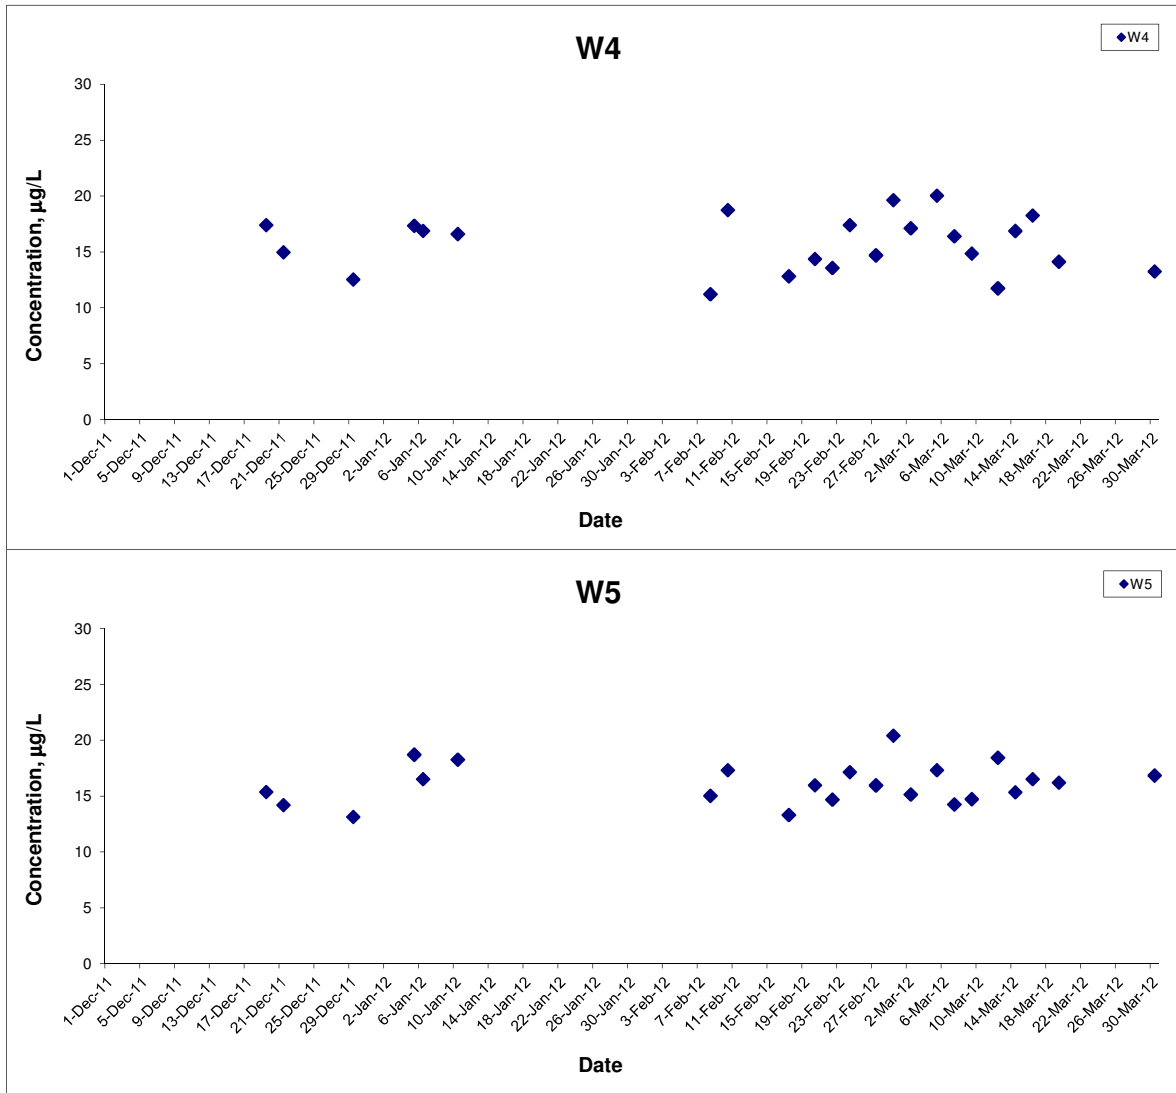 W4
W4
30
25
20
15
10
5
0
Concentration, µg/L
1-Dec-11
5-Dec-11
9-Dec-11
13-Dec-11
17-Dec-11
21-Dec-11
25-Dec-11
29-Dec-11
2-Jan-12
6-Jan-12
10-Jan-12
14-Jan-12
18-Jan-12
22-Jan-12
26-Jan-12
30-Jan-12
3-Feb-12
7-Feb-12
11-Feb-12
15-Feb-12
19-Feb-12
23-Feb-12
27-Feb-12
2-Mar-12
6-Mar-12
10-Mar-12
14-Mar-12
18-Mar-12
22-Mar-12
26-Mar-12
30-Mar-12
Date
W5
W5
30
25
20
15
10
5
0
Concentration, µg/L
1-Dec-11
5-Dec-11
9-Dec-11
13-Dec-11
17-Dec-11
21-Dec-11
25-Dec-11
29-Dec-11
2-Jan-12
6-Jan-12
10-Jan-12
14-Jan-12
18-Jan-12
22-Jan-12
26-Jan-12
30-Jan-12
3-Feb-12
7-Feb-12
11-Feb-12
15-Feb-12
19-Feb-12
23-Feb-12
27-Feb-12
2-Mar-12
6-Mar-12
10-Mar-12
14-Mar-12
18-Mar-12
22-Mar-12
26-Mar-12
30-Mar-12
Date